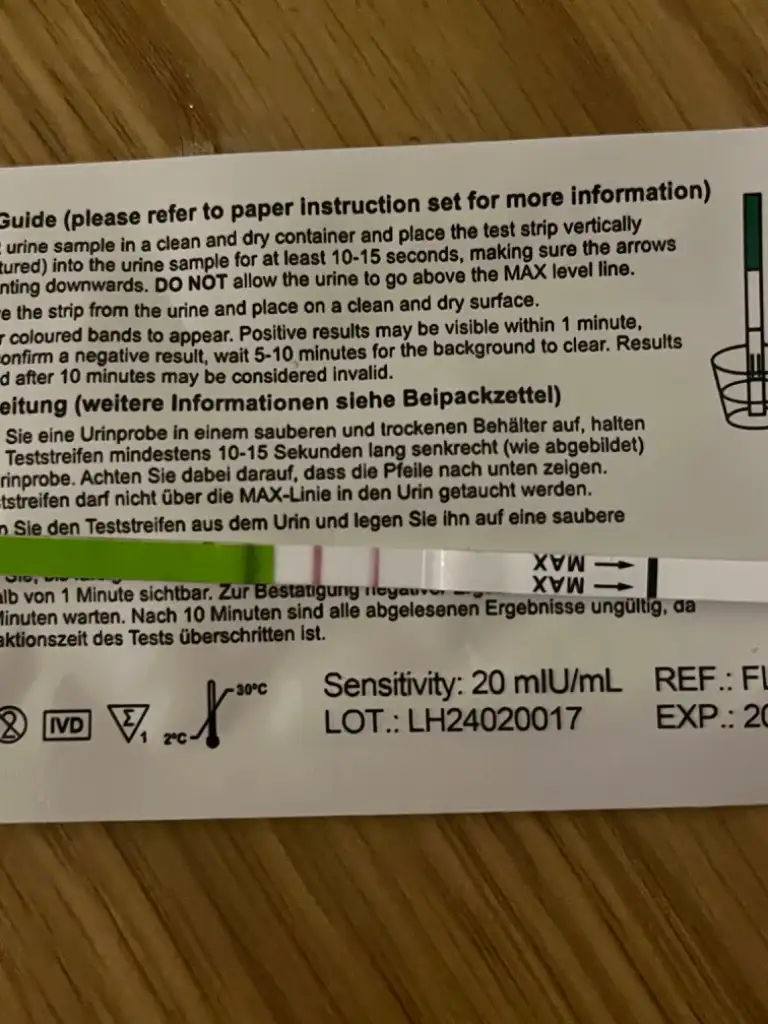 Guide (please refer to paper instruction set for more information)
urine sample in a clean and dry container and place the test strip vertically
tured) into the urine sample for at least 10-15 seconds, making sure the arrows
nting downwards. DO NOT allow the urine to go above the MAX level line.
e the strip from the urine and place on a clean and dry surface.
r coloured bands to appear. Positive results may be visible within 1 minute,
onfirm a negative result, wait 5-10 minutes for the background to clear. Results
d after 10 minutes may be considered invalid.
eitung (weitere Informationen siehe Beipackzettel)
Sie eine Urinprobe in einem sauberen und trockenen Behälter auf, halten
Teststreifen mindestens 10-15 Sekunden lang senkrecht (wie abgebildet)
rinprobe. Achten Sie dabei darauf, dass die Pfeile nach unten zeigen.
tstreifen darf nicht über die MAX-Linie in den Urin getaucht werden.
n Sie den Teststreifen aus dem Urin und legen Sie ihn auf eine saubere
MAX
MAX
alb von 1 Minute sichtbar. Zur Bestätigung
Minuten warten. Nach 10 Minuten sind alle abgelesenen Ergebnisse ungültig, da
aktionszeit des Tests überschritten ist.
30°C
Sensitivity: 20 mIU/mL REF.: FL
2 IVD Σ 1 2°C
LOT.: LH24020017 EXP.: 20